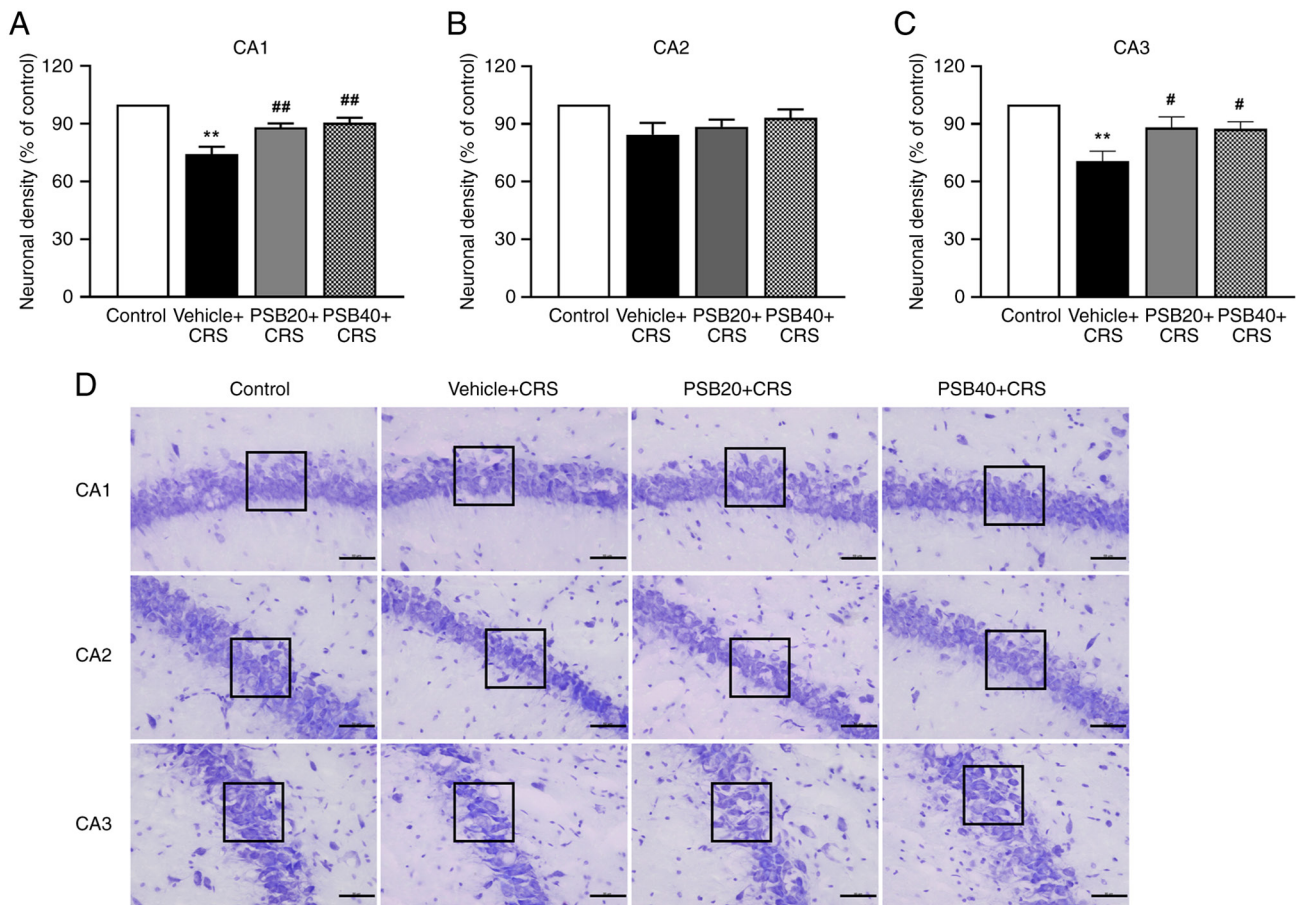 A
CA1
Neuronal density (% of control)
120
90
60
30
0
**
##
##
Control
Vehicle+
CRS
PSB20+
CRS
PSB40+
CRS
B
CA2
Neuronal density (% of control)
120
90
60
30
0
Control
Vehicle+
CRS
PSB20+
CRS
PSB40+
CRS
C
CA3
Neuronal density (% of control)
120
90
60
30
0
**
#
#
Control
Vehicle+
CRS
PSB20+
CRS
PSB40+
CRS
D
Control
Vehicle+CRS
PSB20+CRS
PSB40+CRS
CA1
CA2
CA3